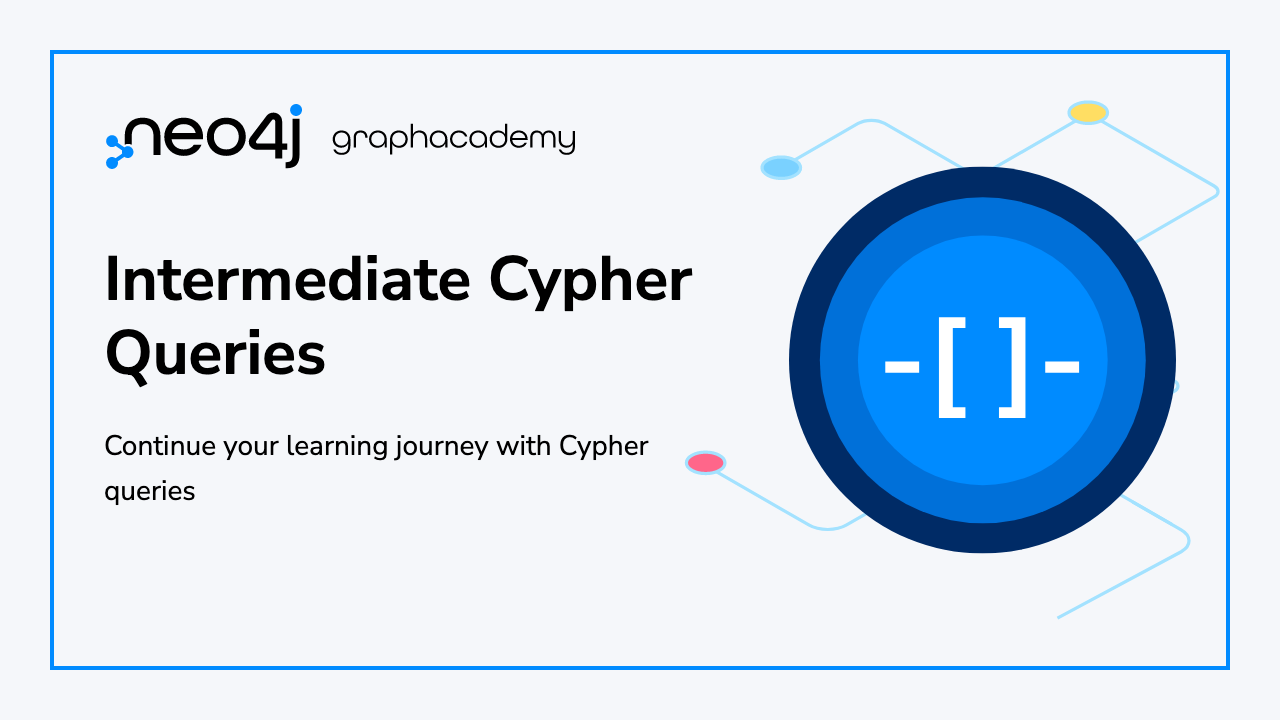 neo4j graphacademy
Intermediate Cypher
Queries
Continue your learning journey with Cypher
queries
-[ ]-